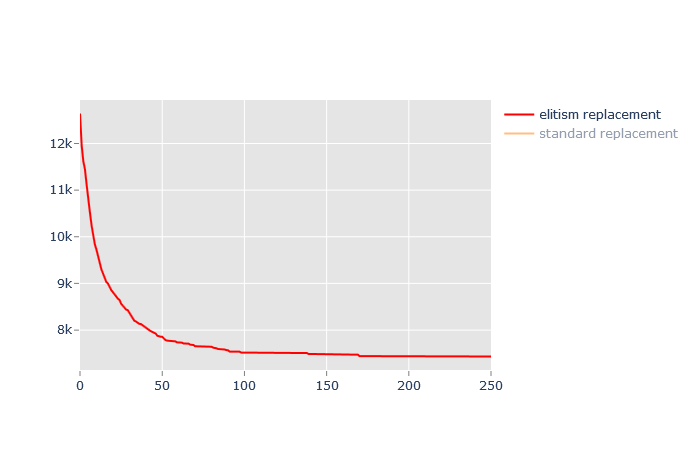 elitism replacement
standard replacement
12k
11k
10k
9k
8k
0 50 100 150 200 250